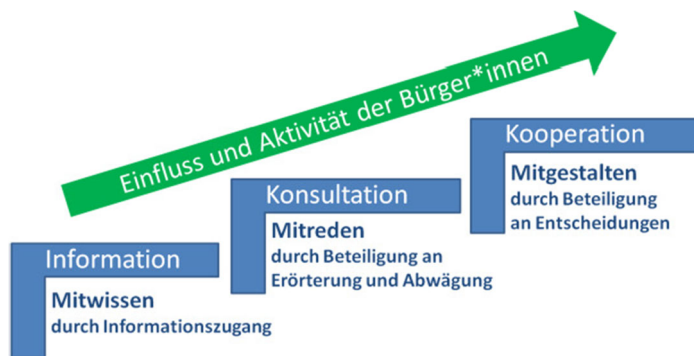 Einfluss und Aktivität der Bürger*innen
Information
Mitwissen
durch Informationszugang
Konsultation
Mitreden
durch Beteiligung an
Erörterung und Abwägung
Kooperation
Mitgestalten
durch Beteiligung
an Entscheidungen